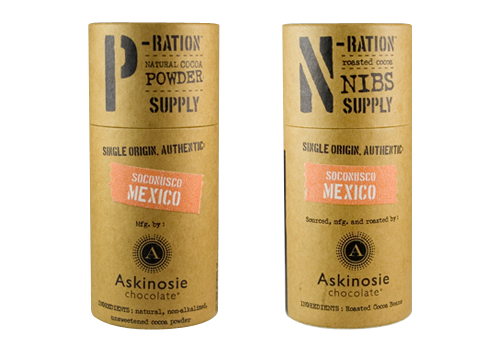 P-RATION™
NATURAL COCOA
POWDER
SUPPLY
SINGLE ORIGIN, AUTHENTIC
SOCONUSCO
MEXICO
Mfg. by:
A
Askinosie
chocolate®
INGREDIENTS: natural, non-alkalized,
unsweetened cocoa powder
N-RATION™
roasted cocoa
NIBS
SUPPLY
SINGLE ORIGIN, AUTHENTIC
SOCONUSCO
MEXICO
Sourced, mfg. and roasted by:
A
Askinosie
chocolate®
INGREDIENTS: Roasted Cocoa Beans